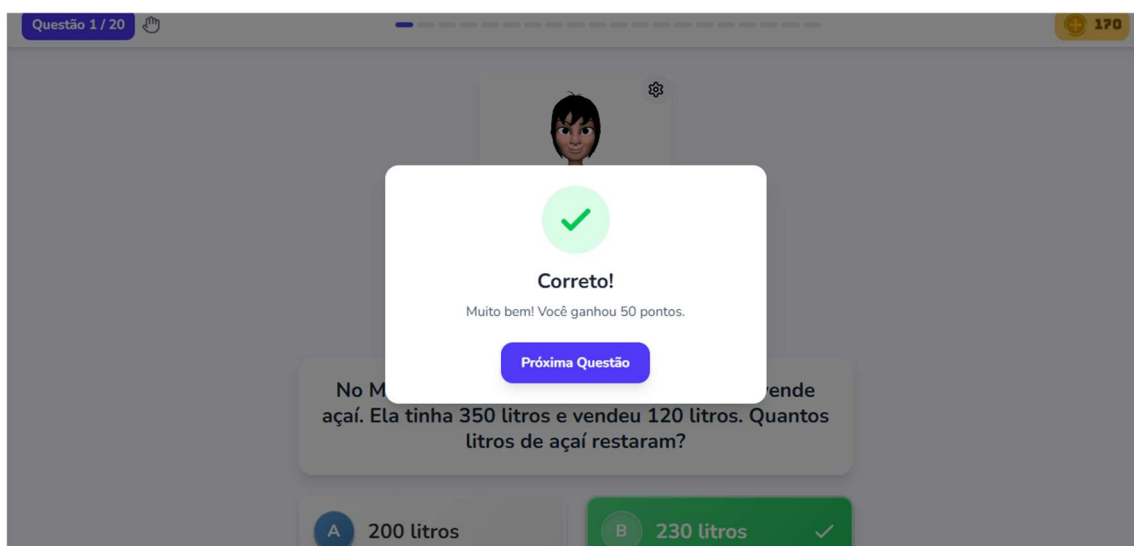 Questão 1 / 20
170
Correto!
Muito bem! Você ganhou 50 pontos.
Próxima Questão
No M
vende
açaí. Ela tinha 350 litros e vendeu 120 litros. Quantos
litros de açaí restaram?
A 200 litros
B 230 litros